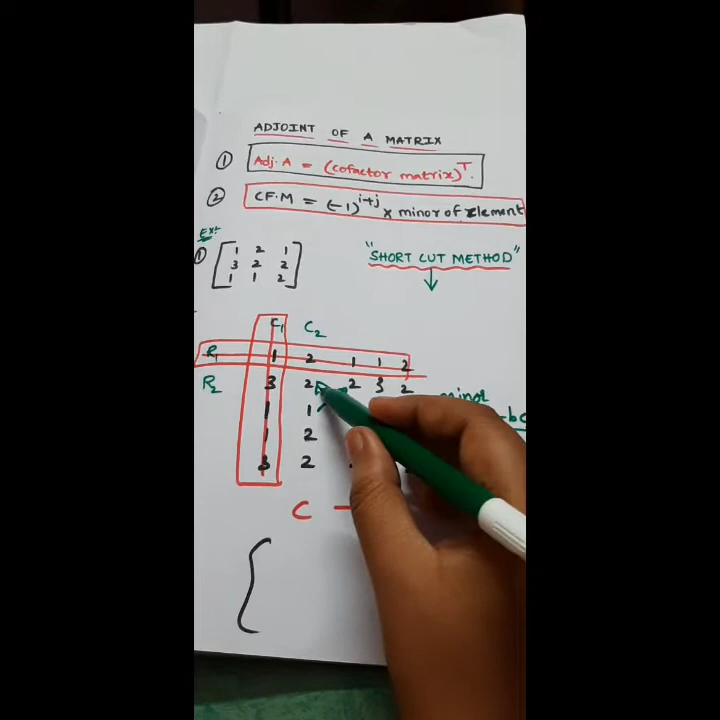 ADJOINT OF A MATRIX
① Adj.A = (cofactor matrix)ᵀ.
② CF.M = (-1)^i+j × minor of element
Ex:
① [1 2 1
3 2 2
1 1 2]
"SHORT CUT METHOD"
C₁ C₂
R₁ 1 2 1 1 2
R₂ 3 2 2 3 2
minor
1 1
-bc
1 2
3 2
C -